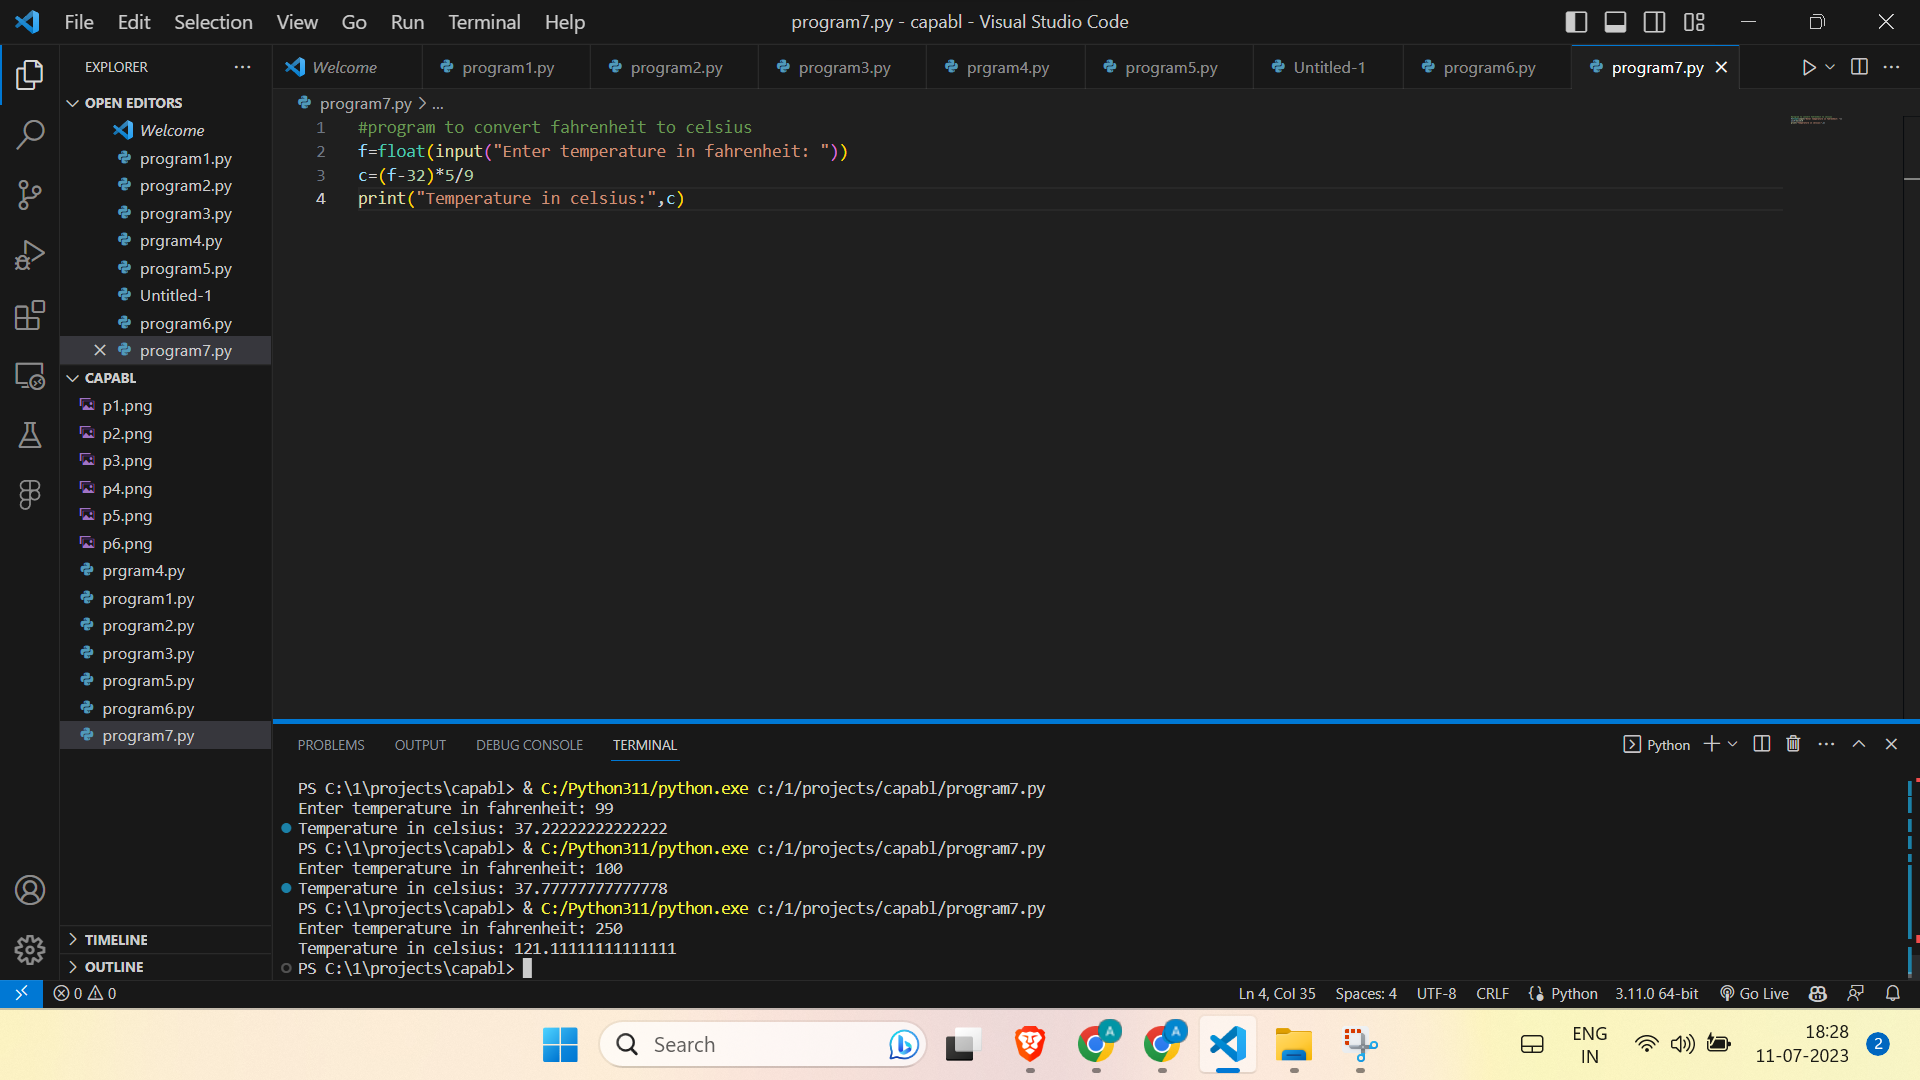 File Edit Selection View Go Run Terminal Help
program7.py - capabl - Visual Studio Code
EXPLORER
OPEN EDITORS
Welcome
program1.py
program2.py
program3.py
prgram4.py
program5.py
Untitled-1
program6.py
program7.py
CAPABL
p1.png
p2.png
p3.png
p4.png
p5.png
p6.png
prgram4.py
program1.py
program2.py
program3.py
program5.py
program6.py
program7.py
TIMELINE
OUTLINE
Welcome program1.py program2.py program3.py prgram4.py program5.py Untitled-1 program6.py program7.py
program7.py > ...
1 #program to convert fahrenheit to celsius
2 f=float(input("Enter temperature in fahrenheit: "))
3 c=(f-32)*5/9
4 print("Temperature in celsius:",c)
PROBLEMS OUTPUT DEBUG CONSOLE TERMINAL
Python
PS C:\1\projects\capabl> & C:/Python311/python.exe c:/1/projects/capabl/program7.py
Enter temperature in fahrenheit: 99
Temperature in celsius: 37.22222222222222
PS C:\1\projects\capabl> & C:/Python311/python.exe c:/1/projects/capabl/program7.py
Enter temperature in fahrenheit: 100
Temperature in celsius: 37.77777777777778
PS C:\1\projects\capabl> & C:/Python311/python.exe c:/1/projects/capabl/program7.py
Enter temperature in fahrenheit: 250
Temperature in celsius: 121.11111111111111
PS C:\1\projects\capabl>
0 0
Ln 4, Col 35 Spaces: 4 UTF-8 CRLF Python 3.11.0 64-bit Go Live
Search
A
A
ENG
IN
18:28
11-07-2023
2